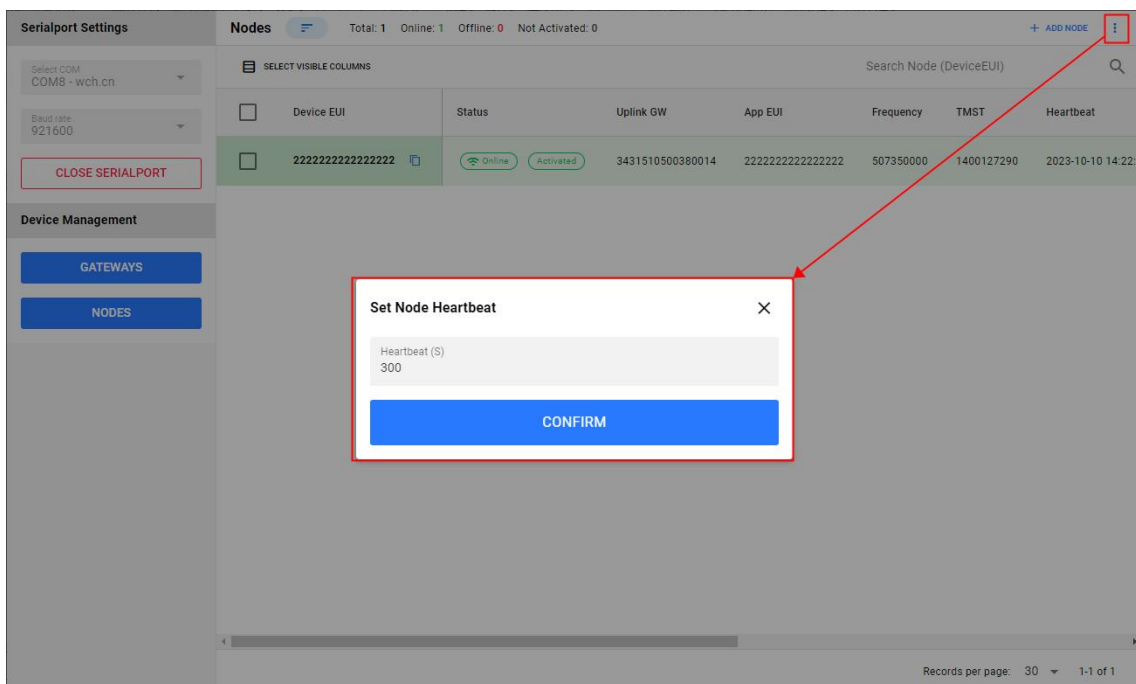 Serialport Settings
Nodes
Total: 1 Online: 1 Offline: 0 Not Activated: 0
+ ADD NODE
Select COM
COM8 - wch.cn
SELECT VISIBLE COLUMNS
Search Node (DeviceEUI)
Baud rate
921600
Device EUI Status Uplink GW App EUI Frequency TMST Heartbeat
2222222222222222 Online Activated 3431510500380014 2222222222222222 507350000 1400127290 2023-10-10 14:22:
CLOSE SERIALPORT
Device Management
GATEWAYS
NODES
Set Node Heartbeat
Heartbeat (S)
300
CONFIRM
Records per page: 30 1-1 of 1